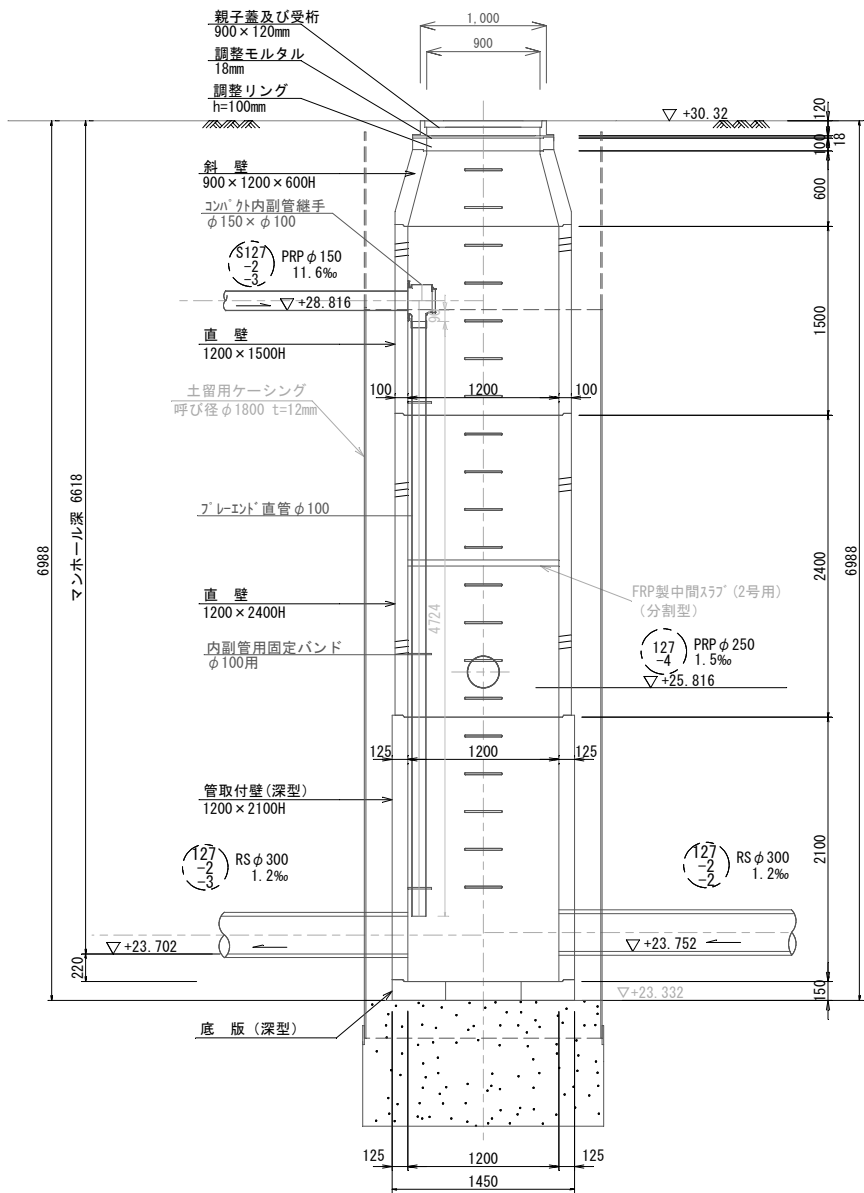 親子蓋及び受桁
900×120mm
調整モルタル
18mm
調整リング
h=100mm
1,000
900
▽ +30.32
120
100
18
斜 壁
900×1200×600H
600
コンパクト内副管継手
φ150×φ100
S127
-2
-3
PRPφ150
11.6‰
▽ +28.816
直 壁
1200×1500H
1500
土留用ケーシング
呼び径φ1800 t=12mm
100
1200
100
マンホール深 6618
6988
プレーエンド直管φ100
2400
6988
4724
直 壁
1200×2400H
FRP製中間スラブ(2号用)
(分割型)
内副管用固定バンド
φ100用
127
-4
PRPφ250
1.5‰
▽+25.816
125
1200
125
管取付壁(深型)
1200×2100H
2100
127
-2
-3
RSφ300
1.2‰
127
-2
-2
RSφ300
1.2‰
▽+23.702
▽+23.752
220
▽+23.332
150
底 版 (深型)
125
1200
125
1450